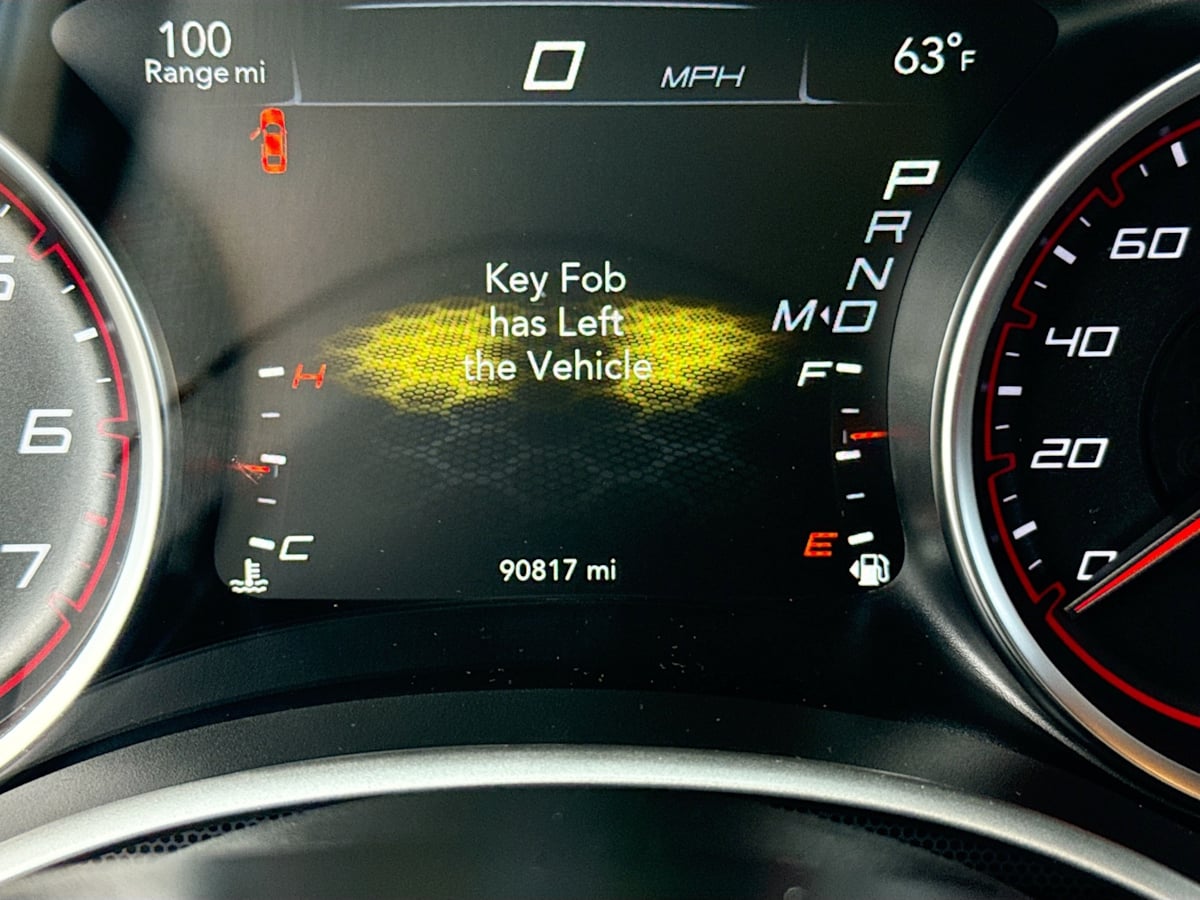 100
Range mi
0 MPH
63°F
P
R
N
M D
Key Fob
has Left
the Vehicle
H
F
C
E
90817 mi
5
6
7
60
40
20
0